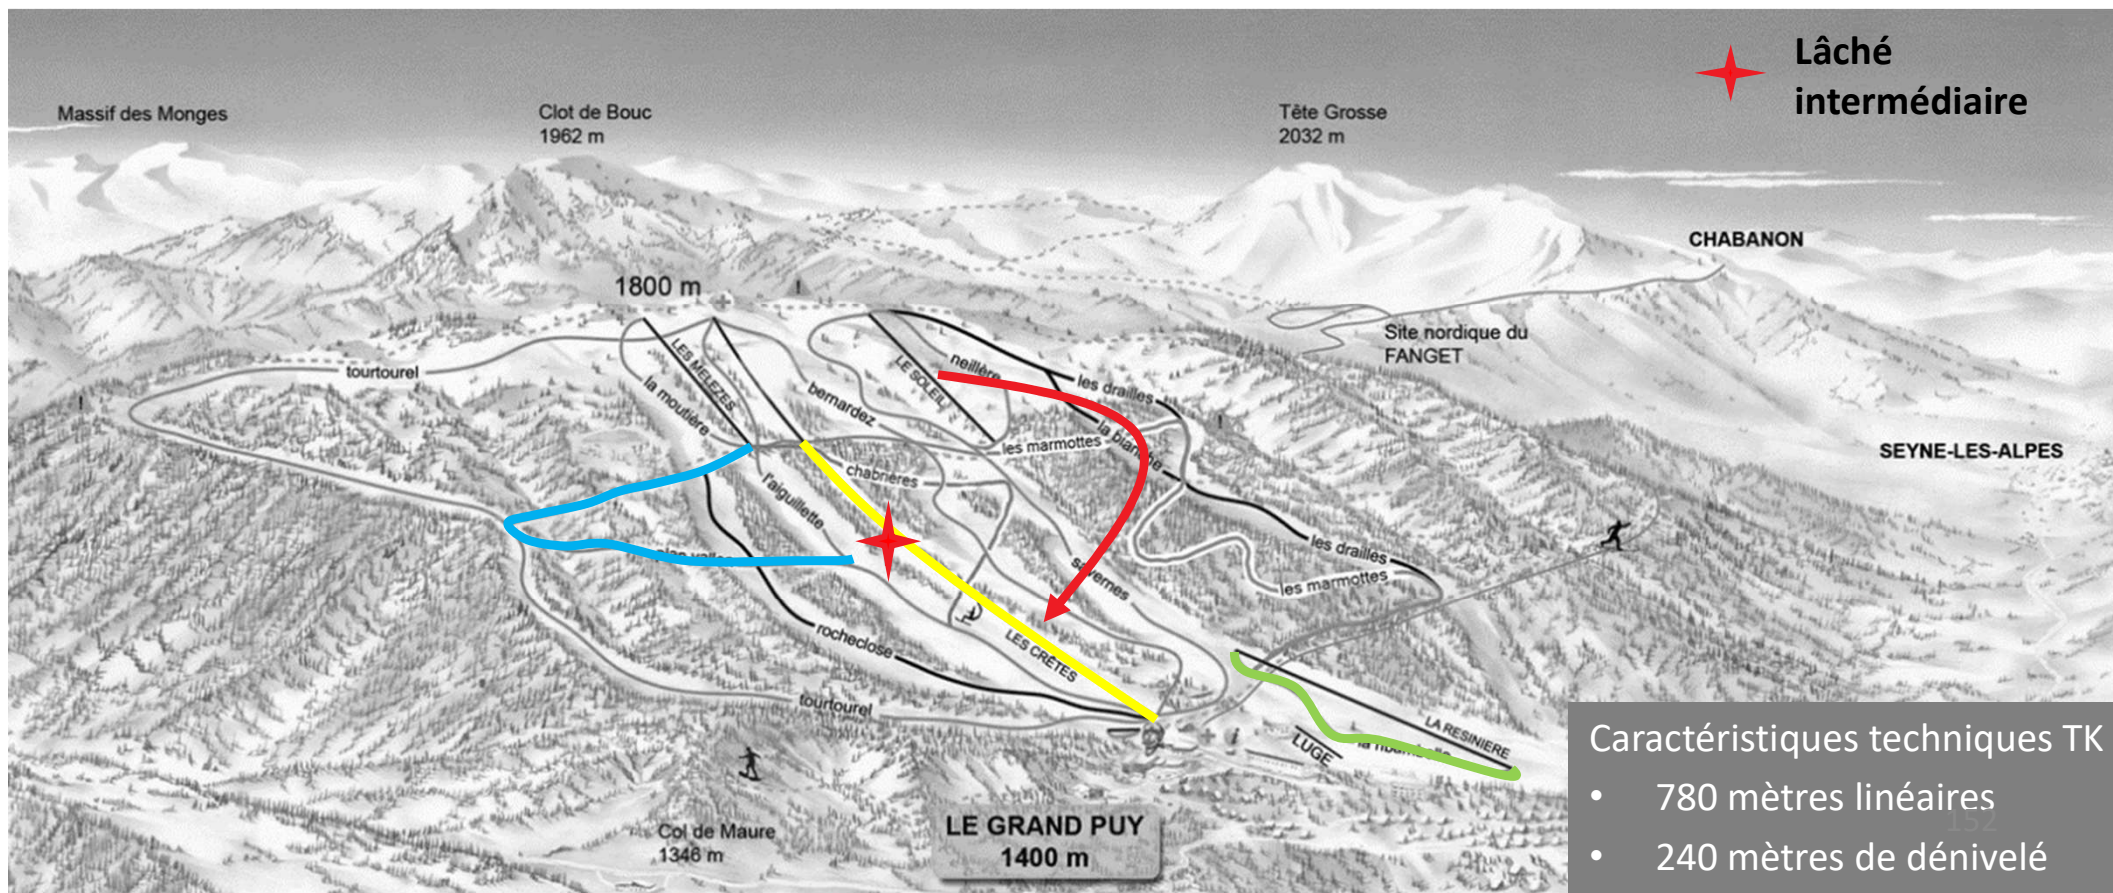 Lâché
intermédiaire
Massif des Monges
Clot de Bouc
1962 m
Tête Grosse
2032 m
CHABANON
1800 m
Site nordique du
FANGET
tourtourel
LES MELEZES
LE SOLEIL
neillère
les drailles
la moutière
bernardez
la blanche
les marmottes
SEYNE-LES-ALPES
chabrières
l'aiguillette
les drailles
savernes
les marmottes
rocheclose
LES CRÊTES
tourtourel
LA RESINIERE
LUGE
i
Col de Maure
1346 m
LE GRAND PUY
1400 m
Caractéristiques techniques TK
• 780 mètres linéaires
152
• 240 mètres de dénivelé